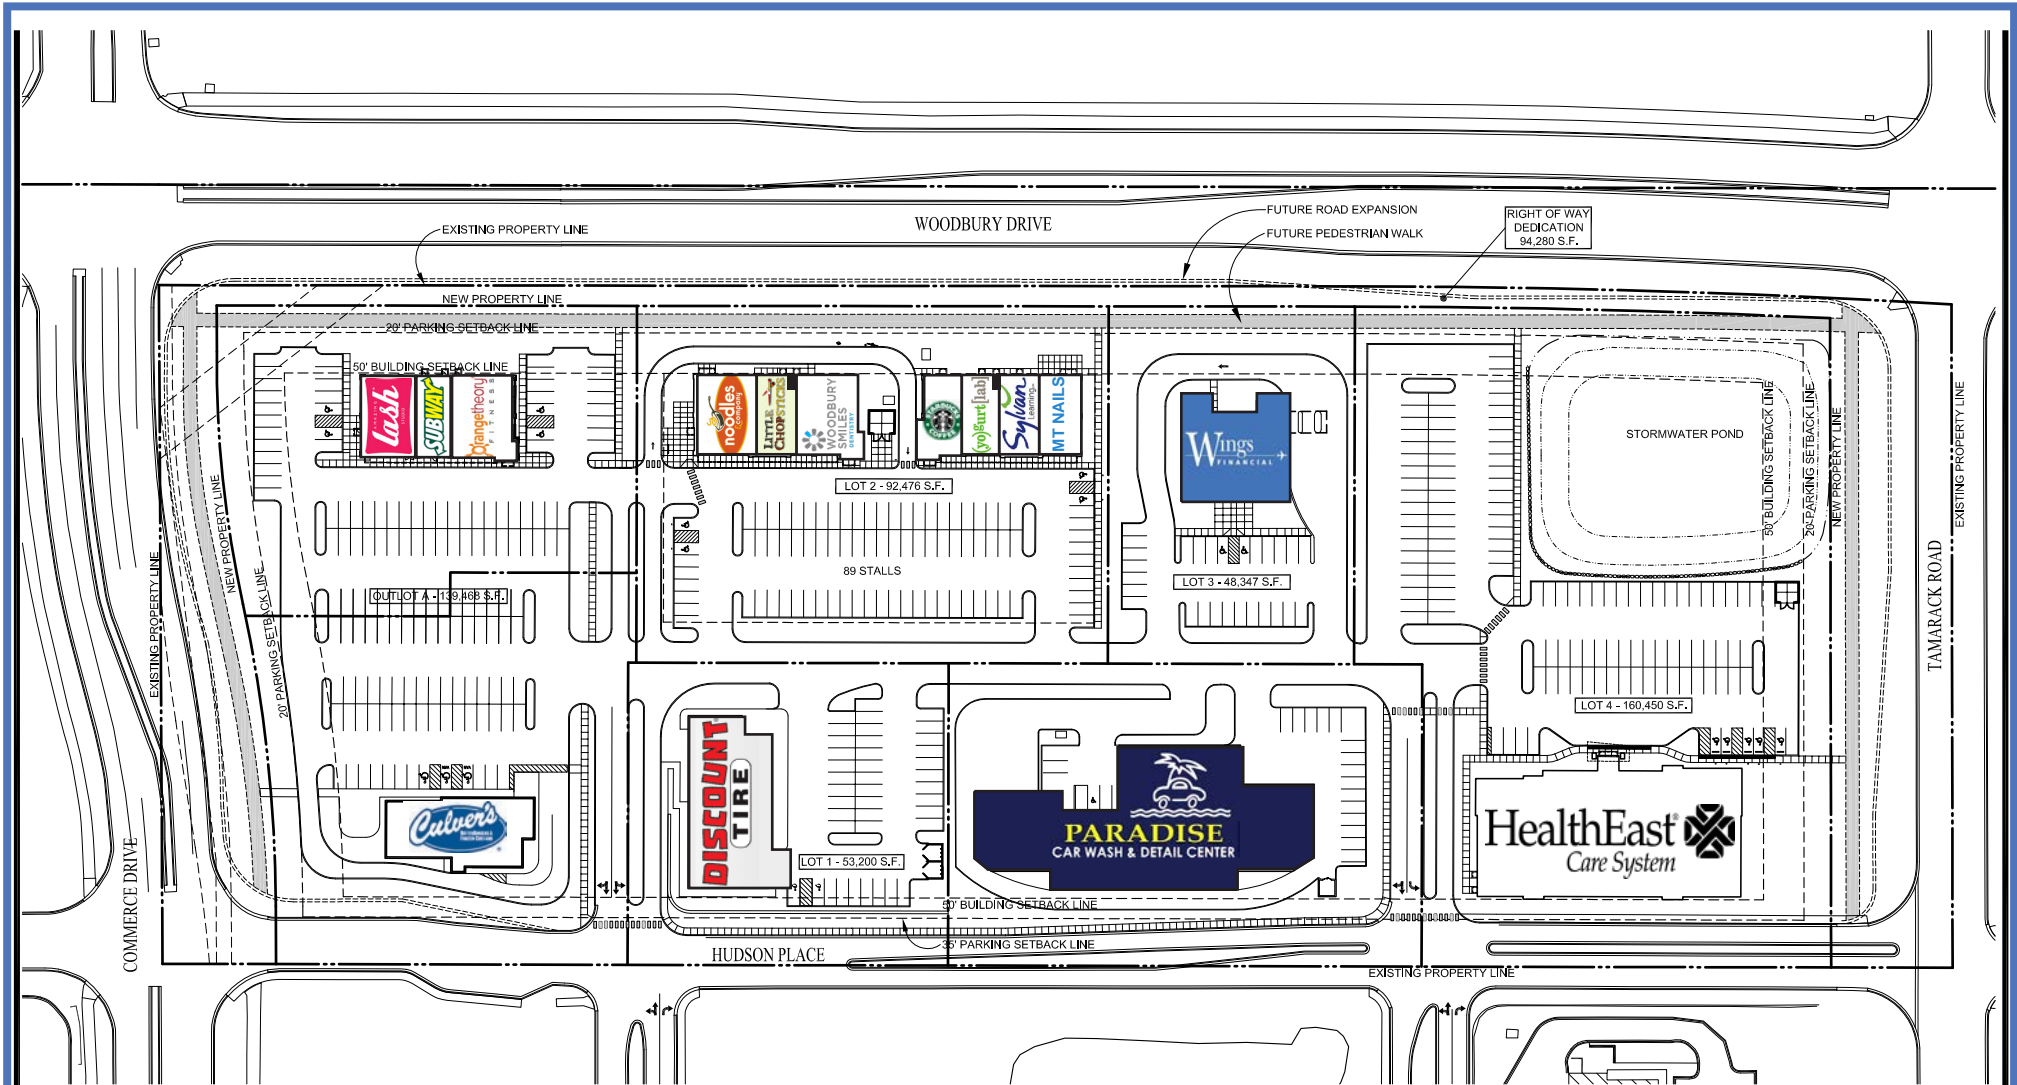 WOODBURY DRIVE
FUTURE ROAD EXPANSION
FUTURE PEDESTRIAN WALK
RIGHT OF WAY
DEDICATION
94,280 S.F.
EXISTING PROPERTY LINE
NEW PROPERTY LINE
20' PARKING SETBACK LINE
50' BUILDING SETBACK LINE
lash
SUBWAY
Orangetheory
FITNESS
noodles
& company
LITTLE
CHOPSTICKS
WOODBURY
SMILES
DENTISTRY
STARBUCKS
COFFEE
(yo)gurt[lab]
Sylvan
Learning
MT NAILS
Wings
FINANCIAL
STORMWATER POND
50' BUILDING SETBACK LINE
20' PARKING SETBACK LINE
NEW PROPERTY LINE
EXISTING PROPERTY LINE
TAMARACK ROAD
LOT 2 - 92,476 S.F.
89 STALLS
LOT 3 - 48,347 S.F.
OUTLOT A - 139,468 S.F.
NEW PROPERTY LINE
20' PARKING SETBACK LINE
EXISTING PROPERTY LINE
COMMERCE DRIVE
LOT 4 - 160,450 S.F.
Culver's
DISCOUNT
TIRE
LOT 1 - 53,200 S.F.
PARADISE
CAR WASH & DETAIL CENTER
HealthEast
Care System
50' BUILDING SETBACK LINE
35' PARKING SETBACK LINE
HUDSON PLACE
EXISTING PROPERTY LINE